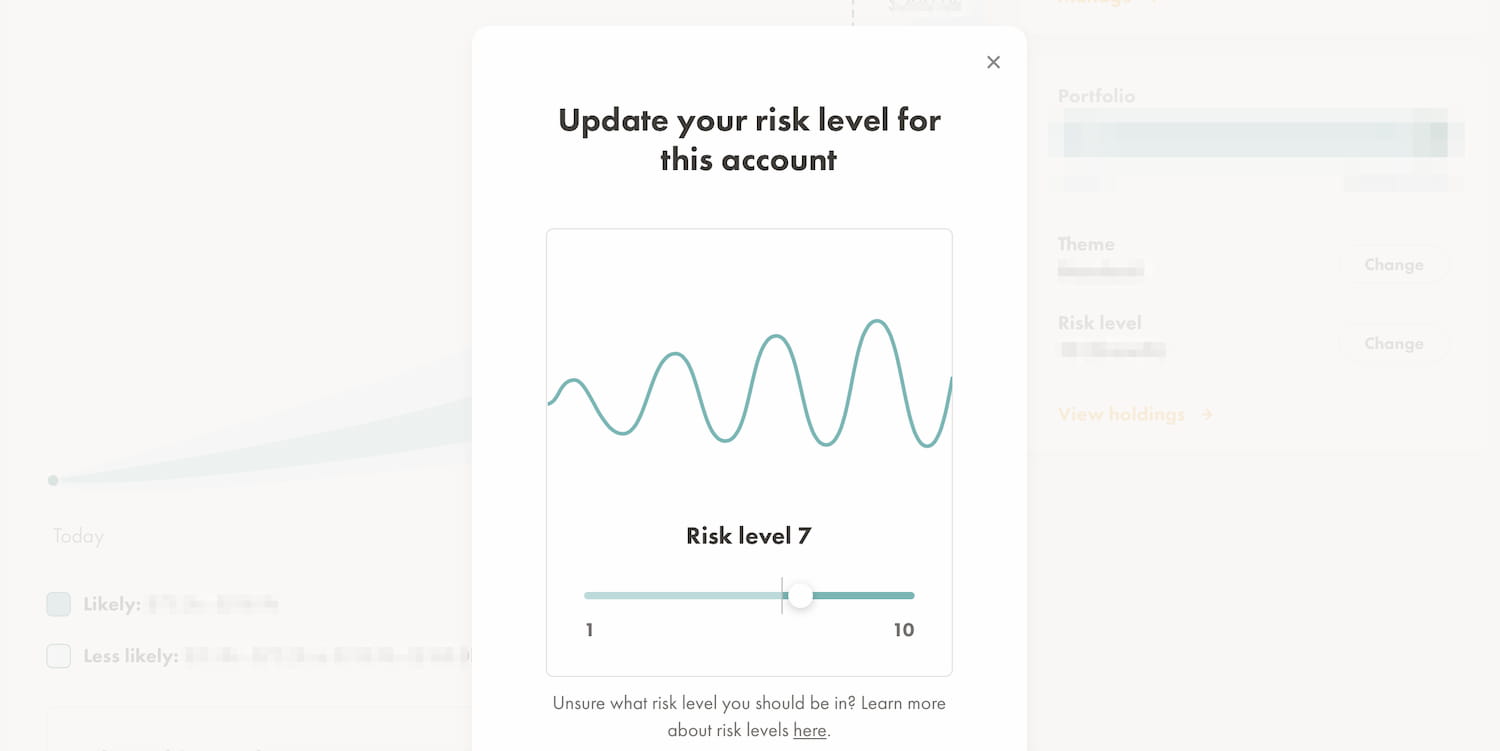 Manage
Update your risk level for
this account
Portfolio
Theme
Change
Risk level
Change
View holdings
Risk level 7
1
10
Unsure what risk level you should be in? Learn more
about risk levels here.
Today
Likely:
Less likely: